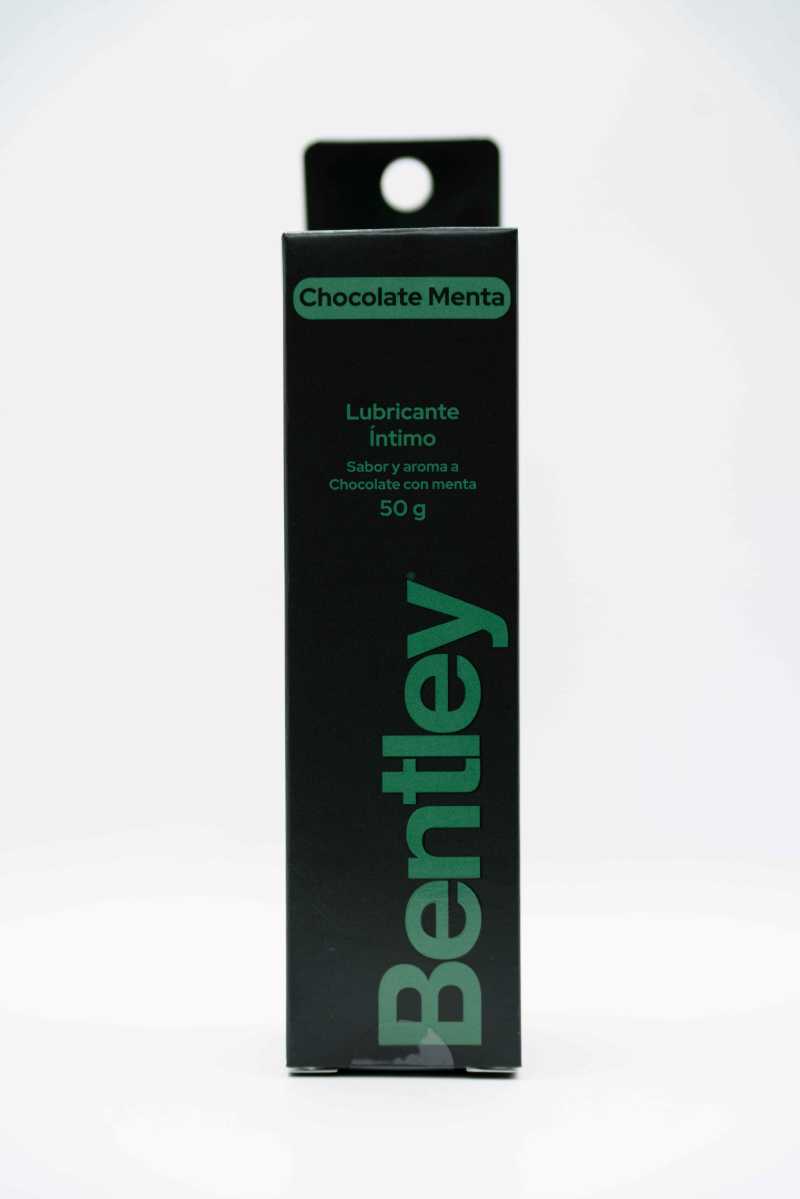 Chocolate Menta
Lubricante
Íntimo
Sabor y aroma a
Chocolate con menta
50 g
Bentley®